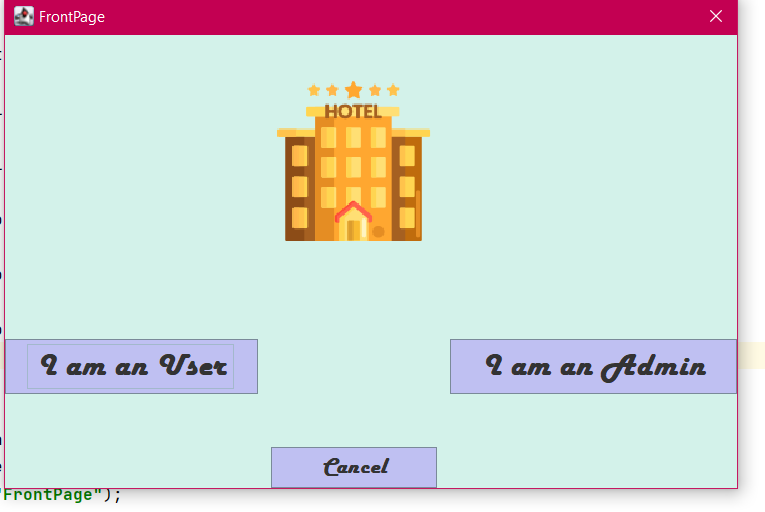 FrontPage
HOTEL
I am an User
I am an Admin
Cancel
"FrontPage");